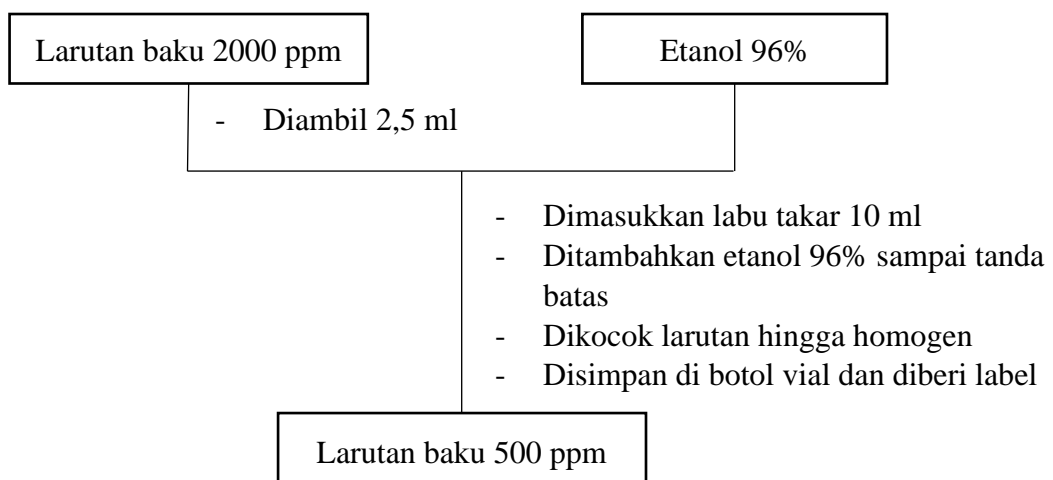 Larutan baku 2000 ppm
Etanol 96%
- Diambil 2,5 ml
- Dimasukkan labu takar 10 ml
- Ditambahkan etanol 96% sampai tanda
batas
- Dikocok larutan hingga homogen
- Disimpan di botol vial dan diberi label
Larutan baku 500 ppm